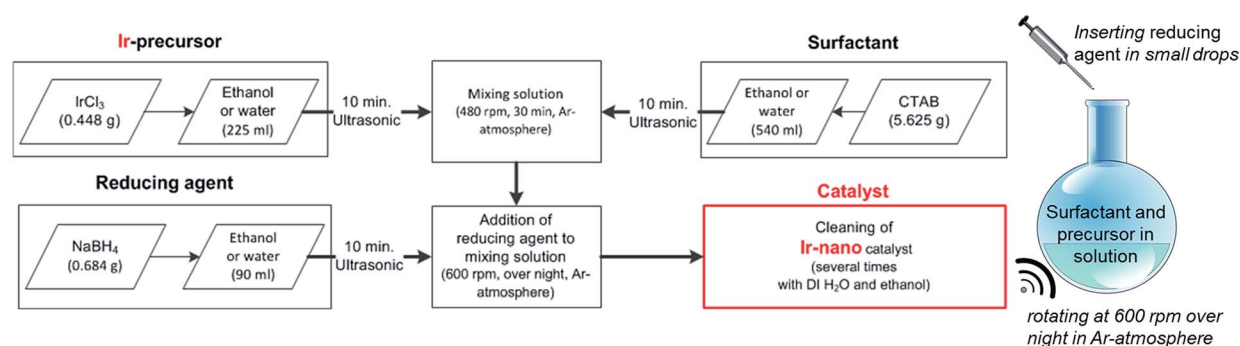 Ir-precursor
IrCl₃
(0.448 g)
Ethanol
or water
(225 ml)
10 min.
Ultrasonic
Mixing solution
(480 rpm, 30 min, Ar-
atmosphere)
10 min.
Ultrasonic
Surfactant
Ethanol or
water
(540 ml)
CTAB
(5.625 g)
Inserting reducing
agent in small drops
Reducing agent
NaBH₄
(0.684 g)
Ethanol
or water
(90 ml)
10 min.
Ultrasonic
Addition of
reducing agent to
mixing solution
(600 rpm, over night, Ar-
atmosphere)
Catalyst
Cleaning of
Ir-nano catalyst
(several times
with DI H₂O and ethanol)
Surfactant and
precursor in
solution
rotating at 600 rpm over
night in Ar-atmosphere